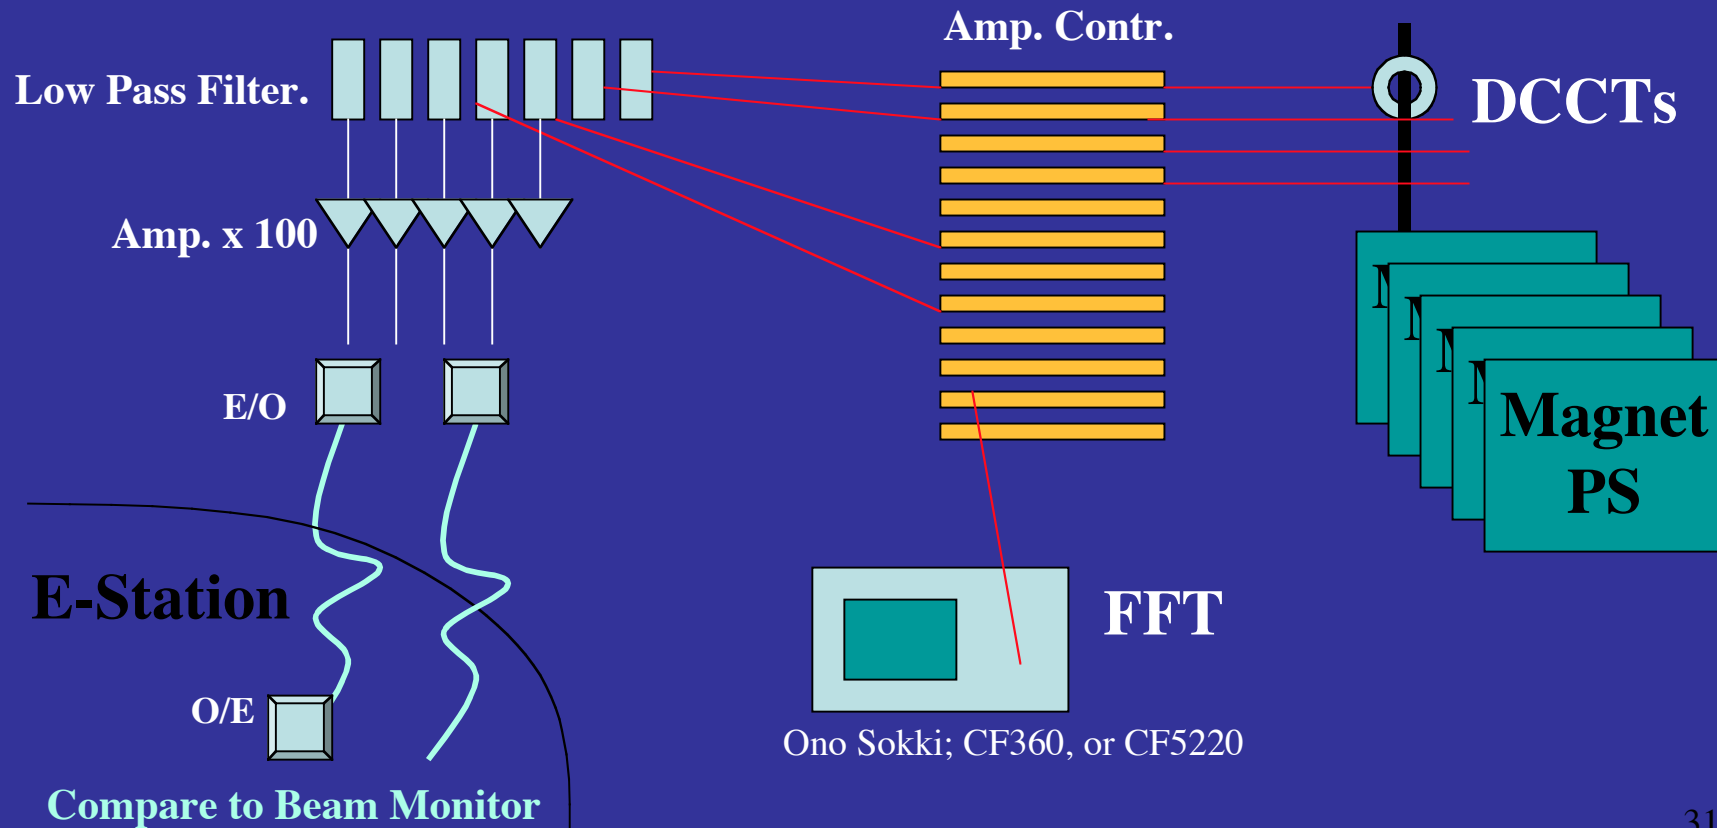 Amp. Contr.
Low Pass Filter.
DCCTs
Amp. x 100
M
M
M
M
Magnet
PS
E/O
E-Station
FFT
O/E
Ono Sokki; CF360, or CF5220
Compare to Beam Monitor
31